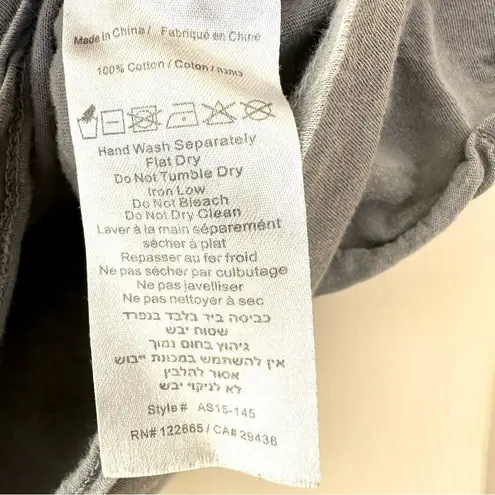 Made in China / Fabriqué en Chine
100% Cotton / Coton / כותנה
Hand Wash Separately
Flat Dry
Do Not Tumble Dry
Iron Low
Do Not Bleach
Do Not Dry Clean
Laver à la main séparément
sécher à plat
Repasser au fer froid
Ne pas sécher par culbutage
Ne pas javelliser
Ne pas nettoyer à sec
כביסה ביד בלבד בנפרד
שטוח יבש
גיהוץ בחום נמוך
אין להשתמש במכונת ייבוש
אסור להלבין
לא לניקוי יבש
Style# AS15-145
RN# 122665 / CA# 29438